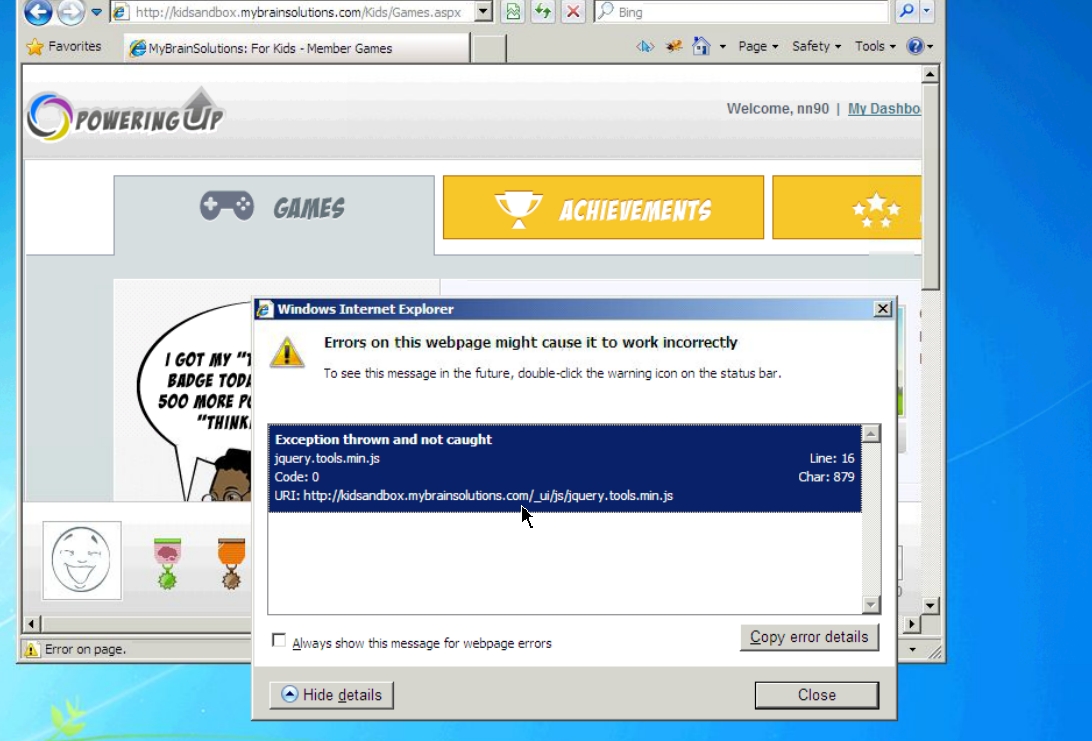 http://kidsandbox.mybrainsolutions.com/Kids/Games.aspx
Bing
Favorites
MyBrainSolutions: For Kids - Member Games
Page
Safety
Tools
POWERING UP
Welcome, nn90 | My Dashbo
GAMES
ACHIEVEMENTS
I GOT MY "T
BADGE TODA
500 MORE PO
"THINK
Windows Internet Explorer
Errors on this webpage might cause it to work incorrectly
To see this message in the future, double-click the warning icon on the status bar.
Exception thrown and not caught
jquery.tools.min.js
Line: 16
Code: 0
Char: 879
URI: http://kidsandbox.mybrainsolutions.com/_ui/js/jquery.tools.min.js
Always show this message for webpage errors
Copy error details
Error on page.
Hide details
Close